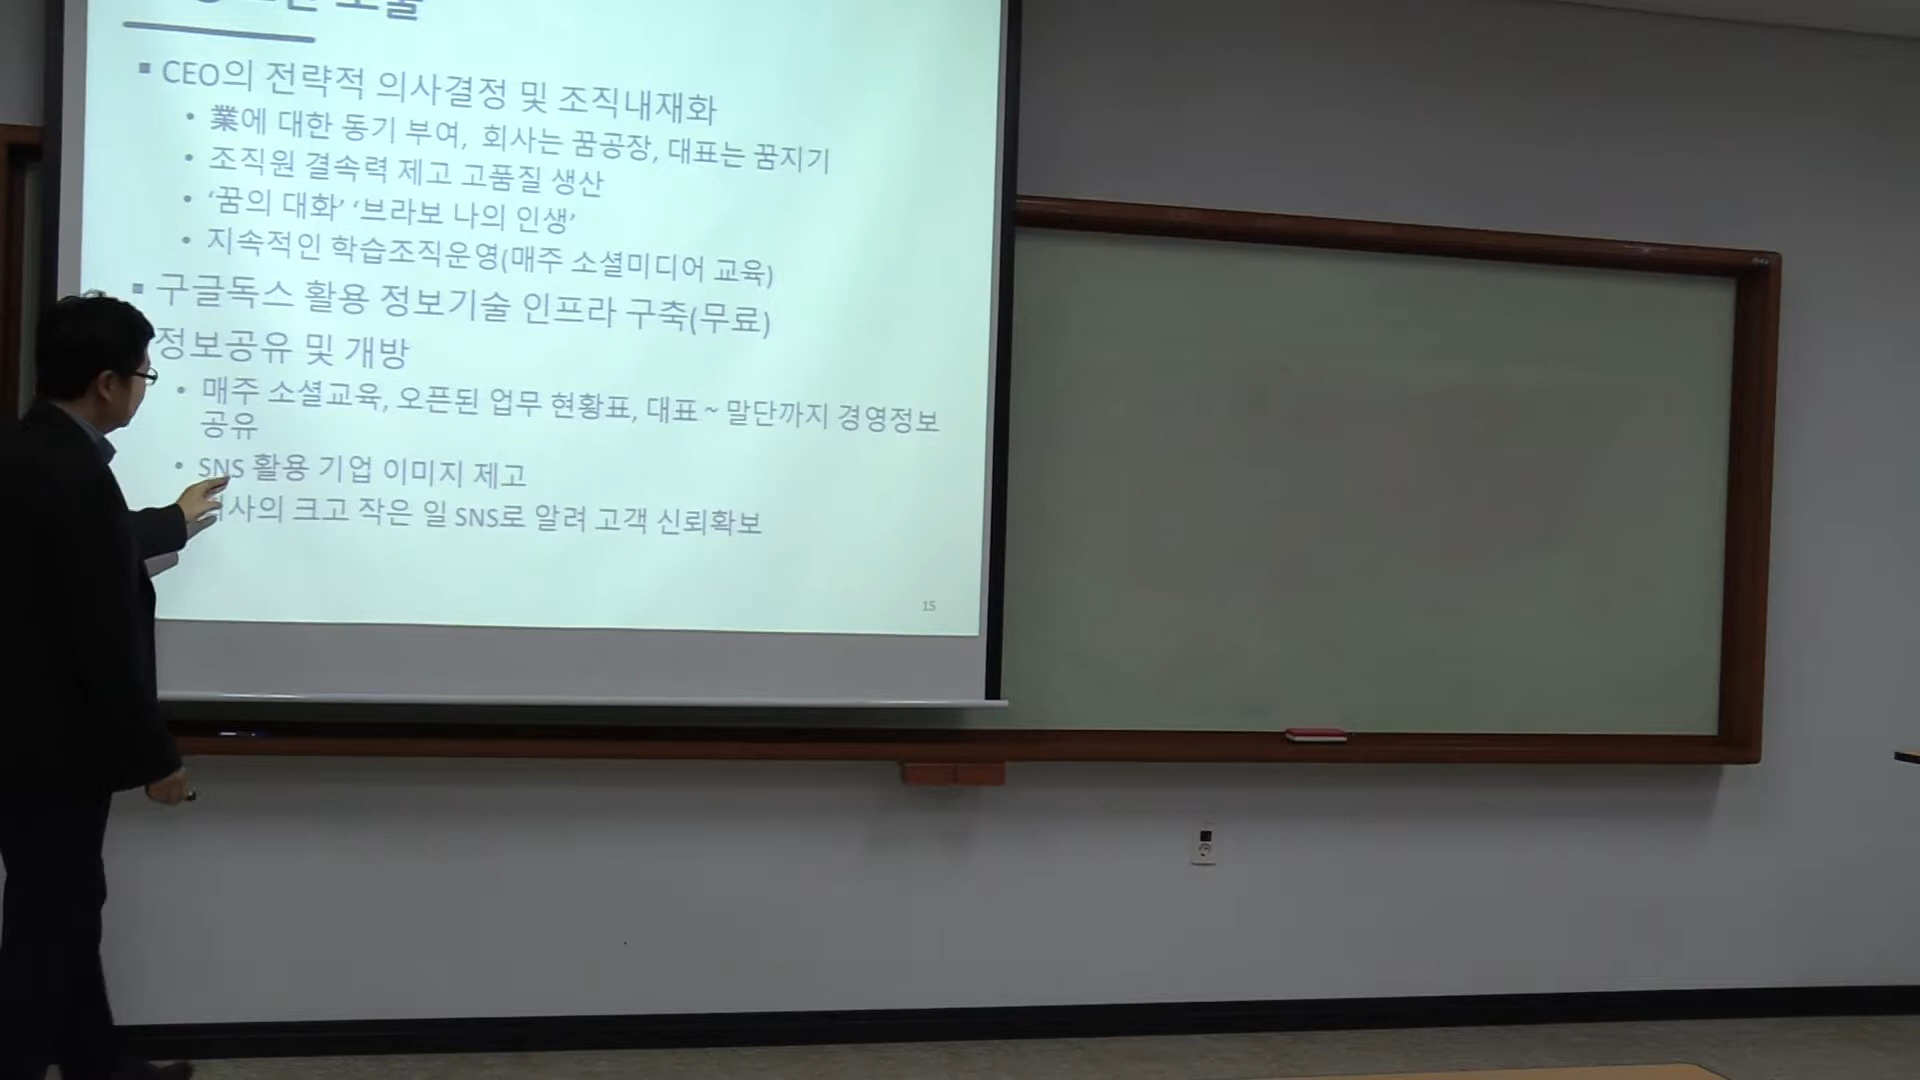 CEO의 전략적 의사결정 및 조직내재화
業에 대한 동기 부여, 회사는 꿈공장, 대표는 꿈지기
조직원 결속력 제고 고품질 생산
‘꿈의 대화’ ‘브라보 나의 인생’
지속적인 학습조직운영(매주 소셜미디어 교육)
구글독스 활용 정보기술 인프라 구축(무료)
정보공유 및 개방
매주 소셜교육, 오픈된 업무 현황표, 대표 ~ 말단까지 경영정보
공유
SNS 활용 기업 이미지 제고
크고 작은 일 SNS로 알려 고객 신뢰확보
15